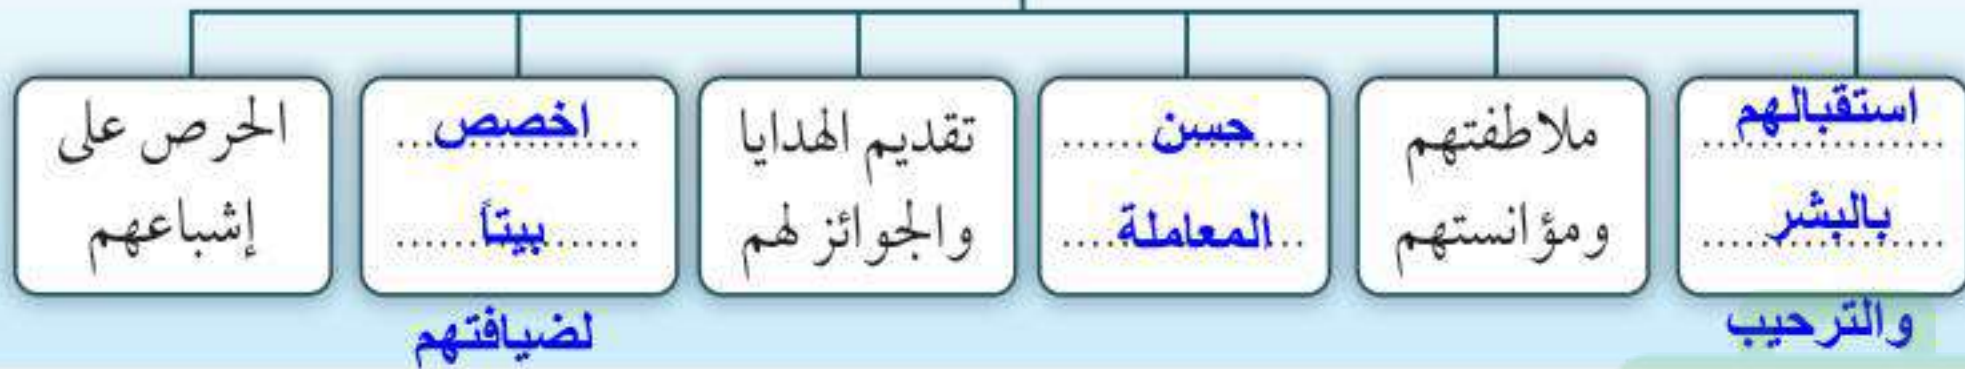 استقبالهم
بالبشر
والترحيب
ملاطفتهم
ومؤانستهم
حسن
المعاملة
تقديم الهدايا
والجوائز لهم
اخصص
بيتاً
لضيافتهم
الحرص على
إشباعهم